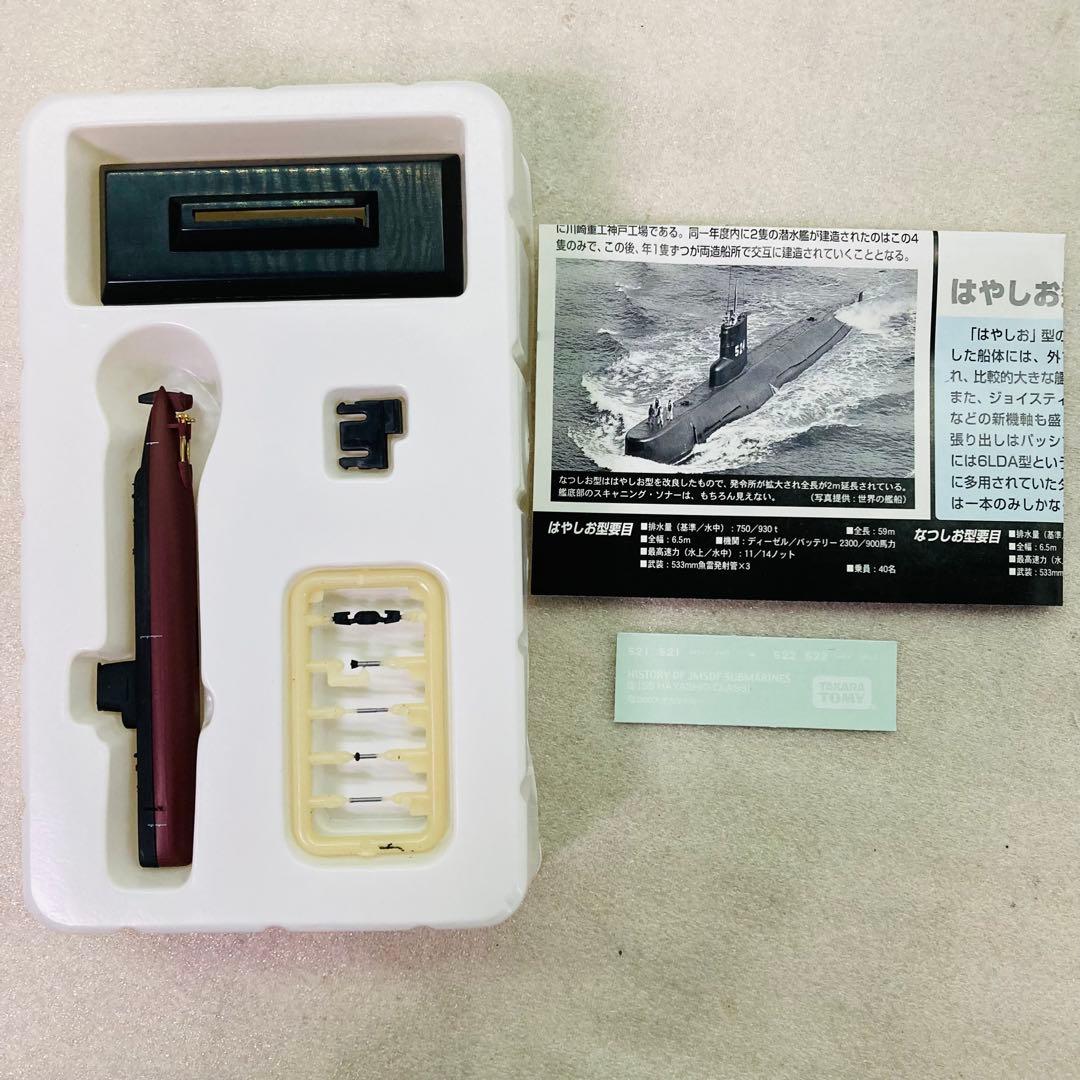 に川崎重工神戸工場である。同一年度内に2隻の潜水艦が建造されたのはこの4
隻のみで、この後、年1隻ずつが両造船所で交互に建造されていくこととなる。
524
なつしお型ははやしお型を改良したもので、発令所が拡大され全長が2m延長されている。
艦底部のスキャニング・ソナーは、もちろん見えない。 (写真提供：世界の艦船)
はやしお型要目
■排水量（基準／水中）：750／930ｔ ■全長：59m
■全幅：6.5m ■機関：ディーゼル／バッテリー 2300／900馬力
■最高速力（水上／水中）：11／14ノット
■武装：533mm魚雷発射管×3 ■乗員：40名
はやしお
「はやしお」型の
した船体には、外
れ、比較的大きな艦
また、ジョイスティ
などの新機軸も盛
張り出しはパッシ
には6LDA型とい
に多用されていた
は一本のみしかな
なつしお型要目
■排水量（基準
■全幅：6.5m
■最高速力（水
■武装：533mm
521 521 522 522
HISTORY OF JMSDF SUBMARINES
(SS HAYASHIO CLASS)
TAKARA
TOMY